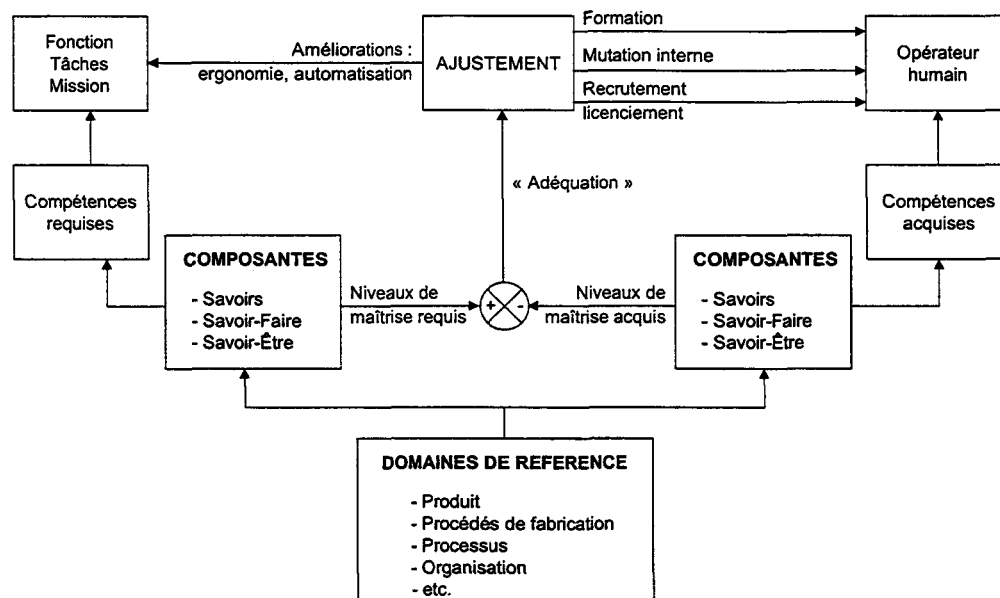 Fonction
Tâches
Mission
Améliorations :
ergonomie, automatisation
AJUSTEMENT
Formation
Mutation interne
Recrutement
licenciement
Opérateur
humain
« Adéquation »
Compétences
requises
Compétences
acquises
COMPOSANTES
- Savoirs
- Savoir-Faire
- Savoir-Être
Niveaux de
maîtrise requis
+ -
Niveaux de
maîtrise acquis
COMPOSANTES
- Savoirs
- Savoir-Faire
- Savoir-Être
DOMAINES DE REFERENCE
- Produit
- Procédés de fabrication
- Processus
- Organisation
- etc.